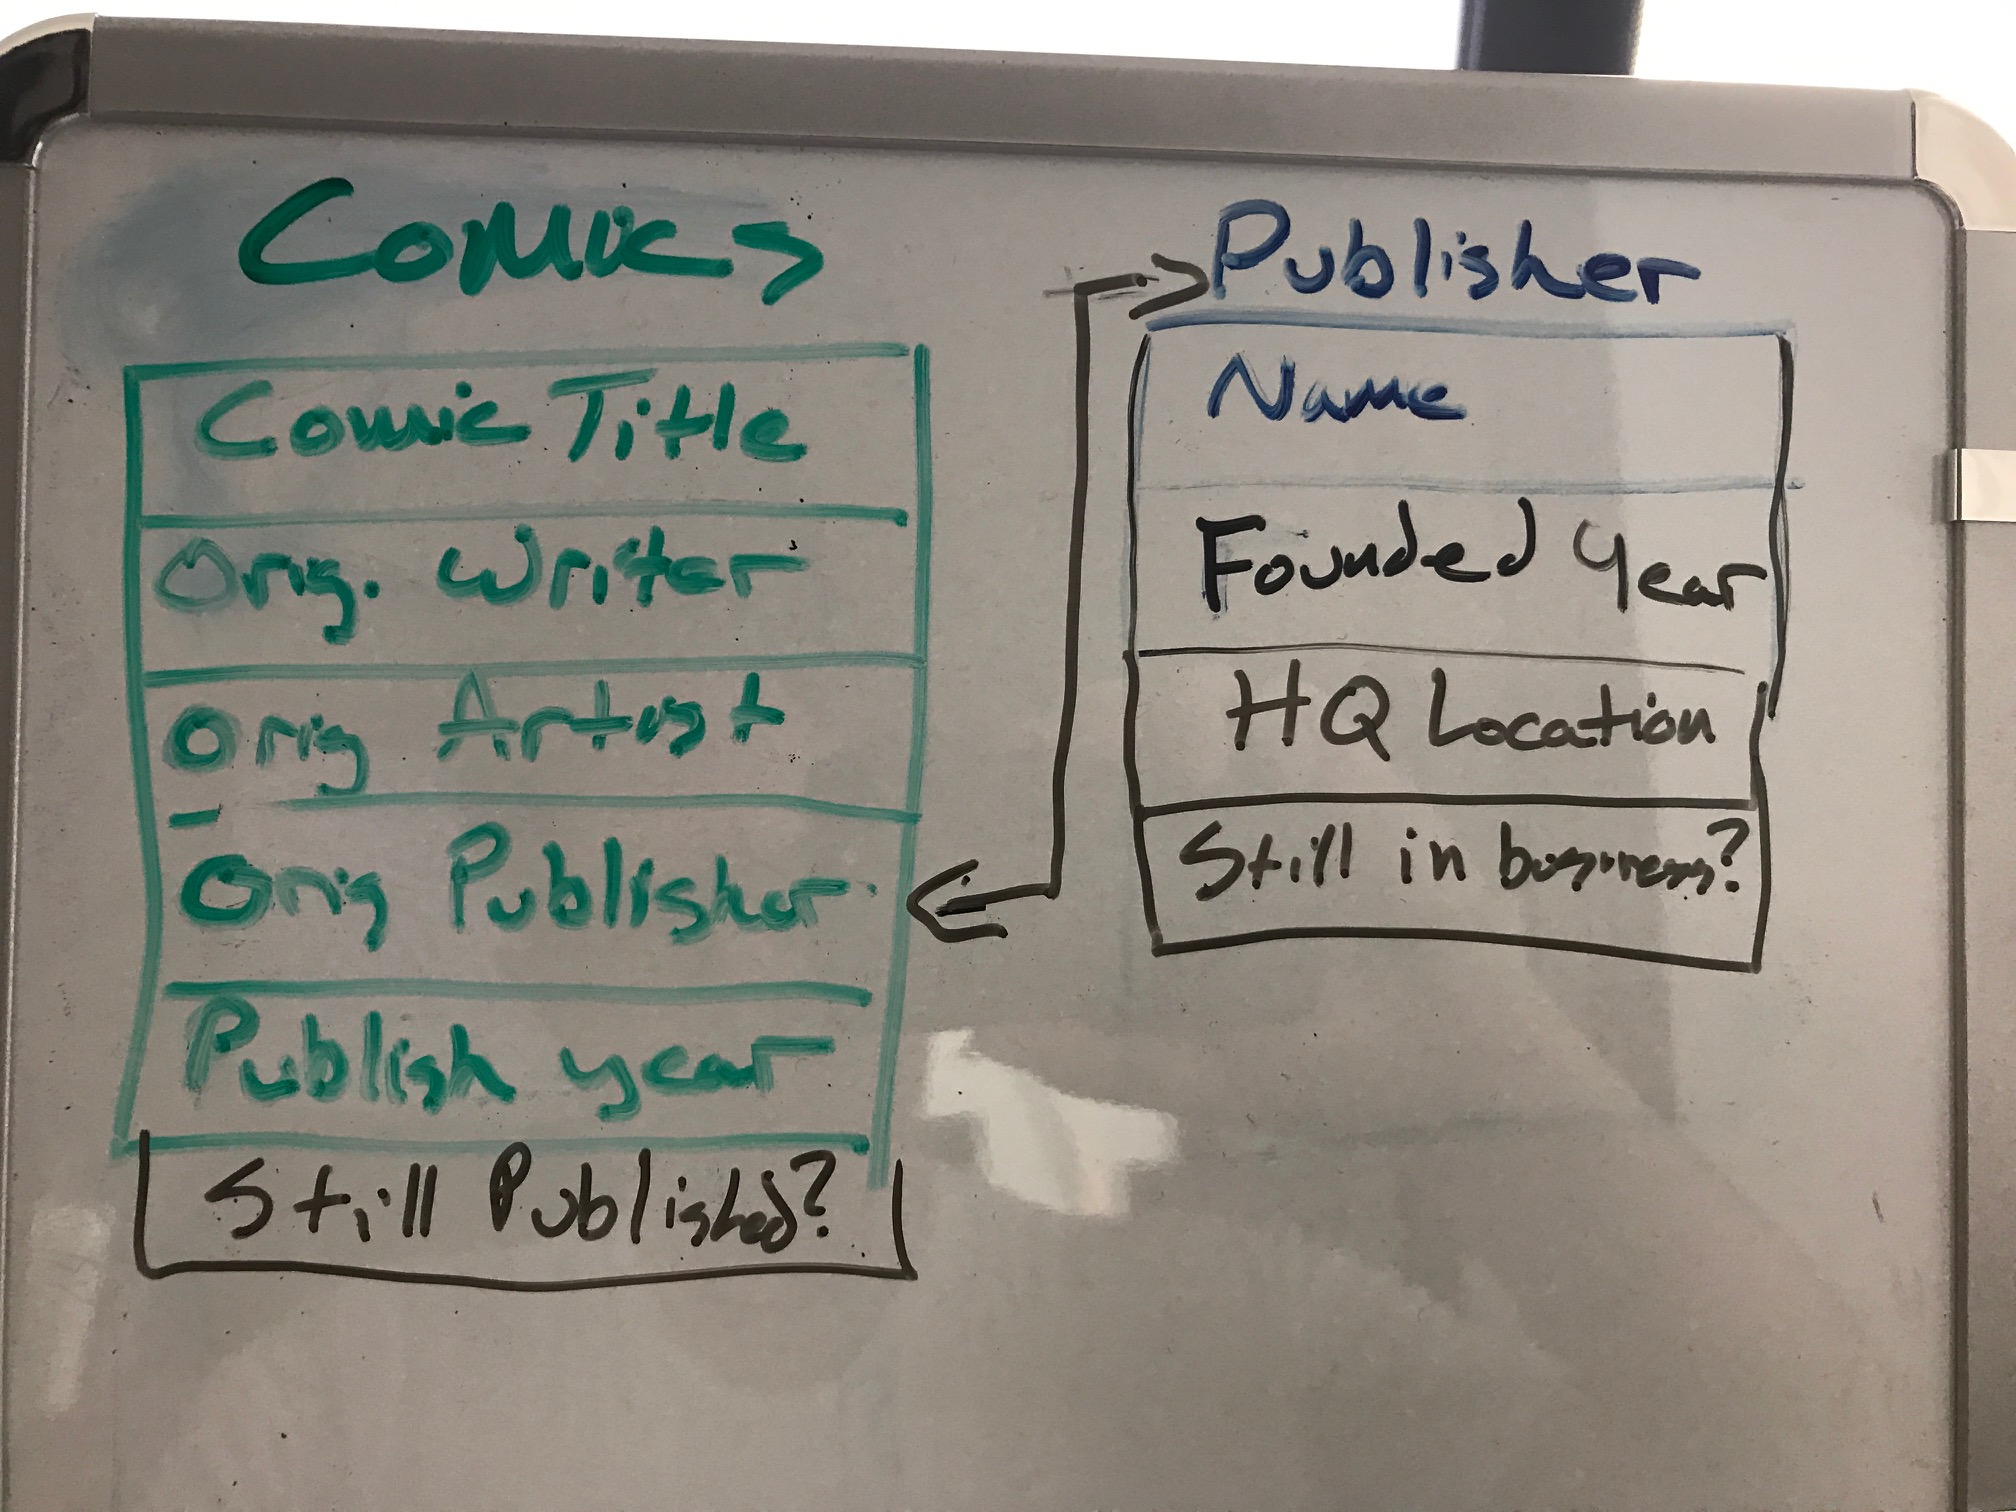 Comics
Comic Title
Orig. Writer
Orig Artist
Orig Publisher
Publish year
Still Published?
Publisher
Name
Founded Year
HQ Location
Still in business?